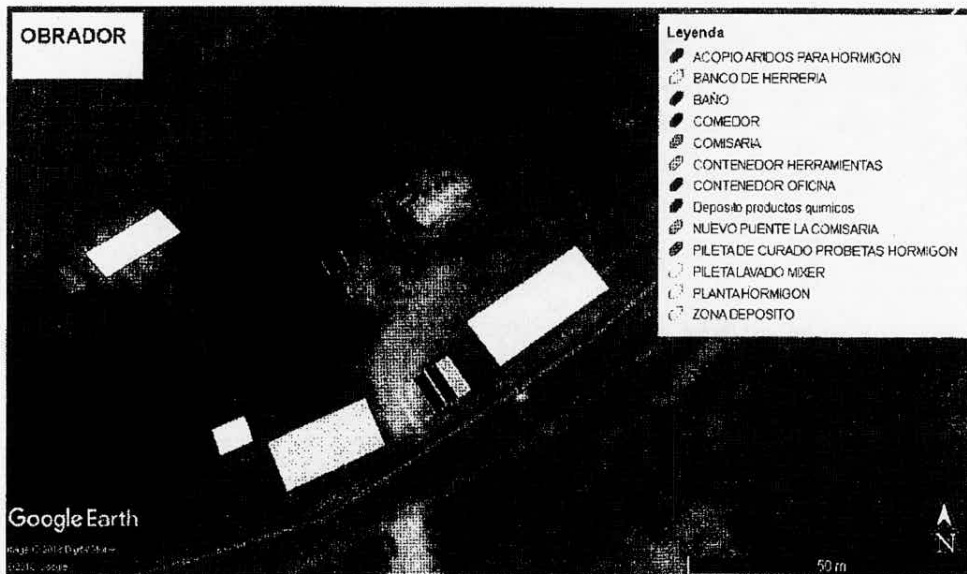 OBRADOR
Leyenda
ACOPIO ARIDOS PARA HORMIGON
BANCO DE HERRERIA
BAÑO
COMEDOR
COMISARIA
CONTENEDOR HERRAMIENTAS
CONTENEDOR OFICINA
Deposito productos quimicos
NUEVO PUENTE LA COMISARIA
PILETA DE CURADO PROBETAS HORMIGON
PILETA LAVADO MIXER
PLANTA HORMIGON
ZONA DEPOSITO
Google Earth
N
50 m